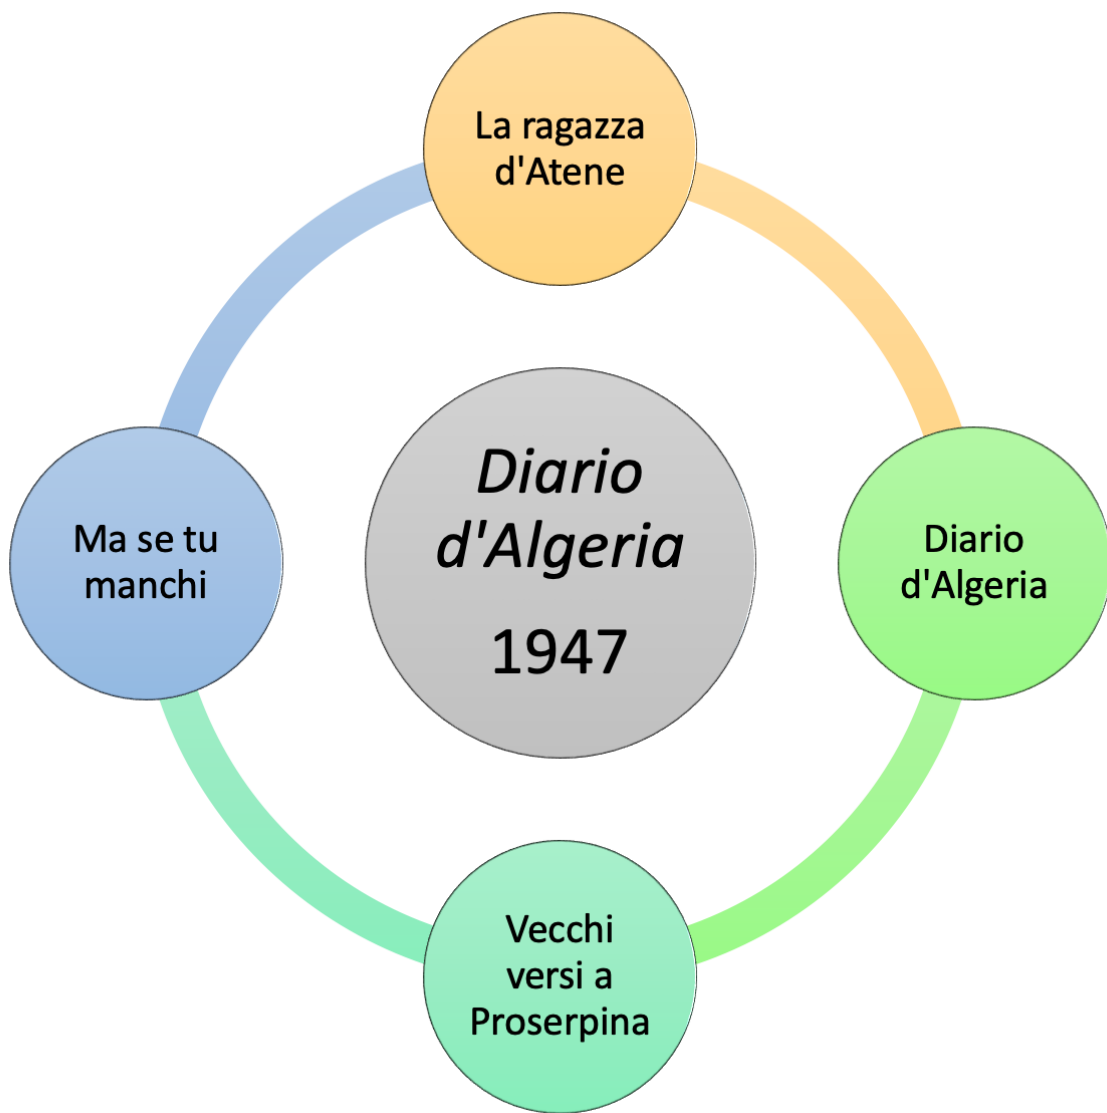 La ragazza
d'Atene
Diario
d'Algeria
1947
Ma se tu
manchi
Diario
d'Algeria
Vecchi
versi a
Proserpina